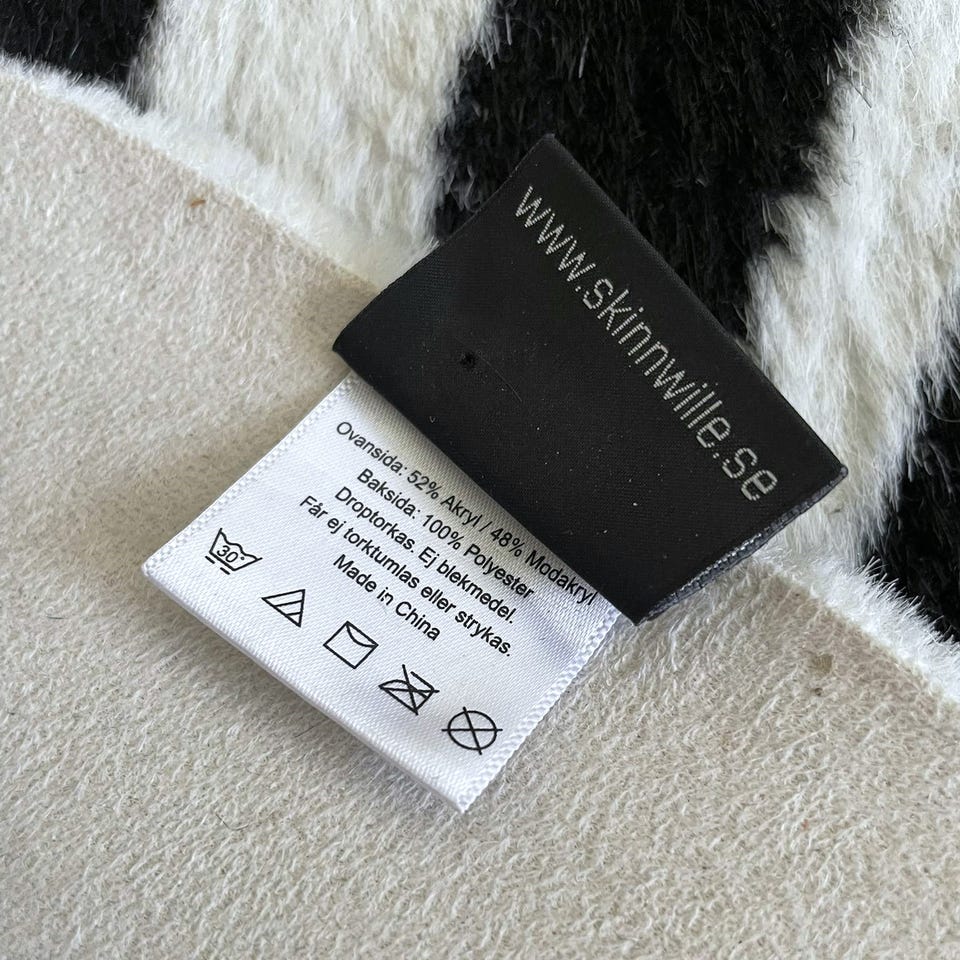 www.skinnwille.se
Ovansida: 52% Akryl / 48% Modakryl
Baksida: 100% Polyester
Droptorkas. Ej blekmedel.
Får ej torktumlas eller strykas.
Made in China
30°